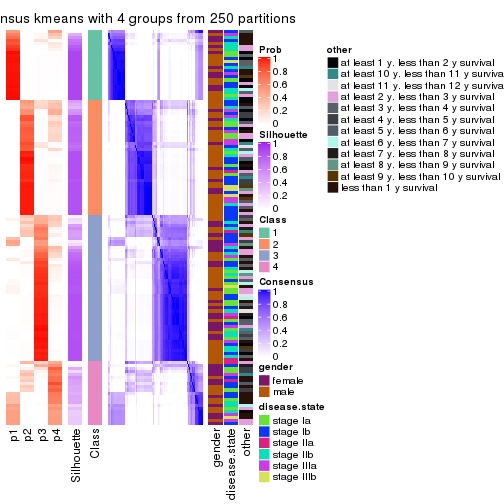 nsus kmeans with 4 groups from 250 partitions
Prob
1
0.8
0.6
0.4
0.2
0
Silhouette
1
0.8
0.6
0.4
0.2
0
Class
1
2
3
4
Consensus
1
0.8
0.6
0.4
0.2
0
gender
female
male
disease.state
stage Ia
stage Ib
stage IIa
stage IIb
stage IIIa
stage IIIb
other
at least 1 y. less than 2 y survival
at least 10 y. less than 11 y survival
at least 11 y. less than 12 y survival
at least 2 y. less than 3 y survival
at least 3 y. less than 4 y survival
at least 4 y. less than 5 y survival
at least 5 y. less than 6 y survival
at least 6 y. less than 7 y survival
at least 7 y. less than 8 y survival
at least 8 y. less than 9 y survival
at least 9 y. less than 10 y survival
less than 1 y survival
p1
p2
p3
p4
Silhouette
Class
gender
disease.state
other